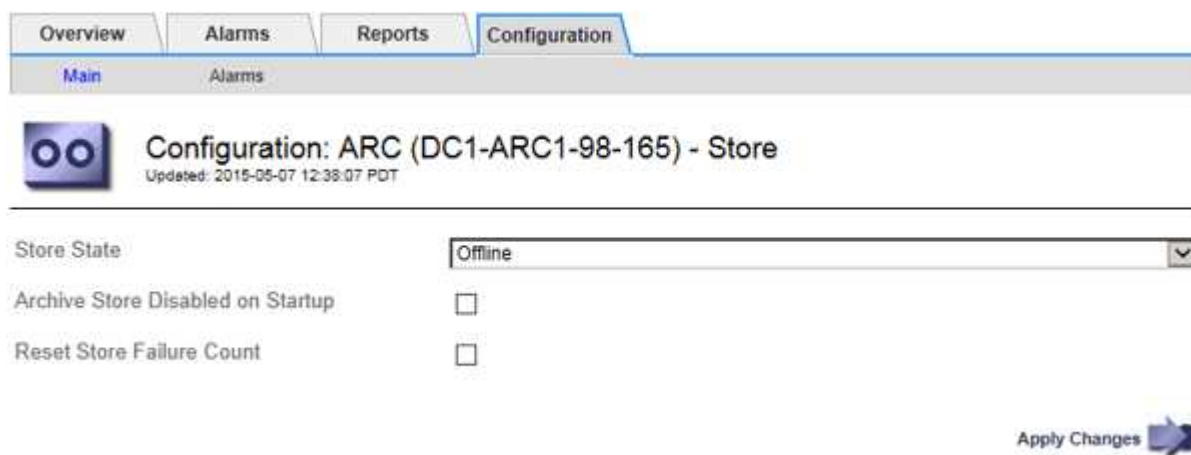 Overview Alarms Reports Configuration
Main Alarms
Configuration: ARC (DC1-ARC1-98-165) - Store
Updated: 2015-05-07 12:38:07 PDT
Store State Offline
Archive Store Disabled on Startup
Reset Store Failure Count
Apply Changes